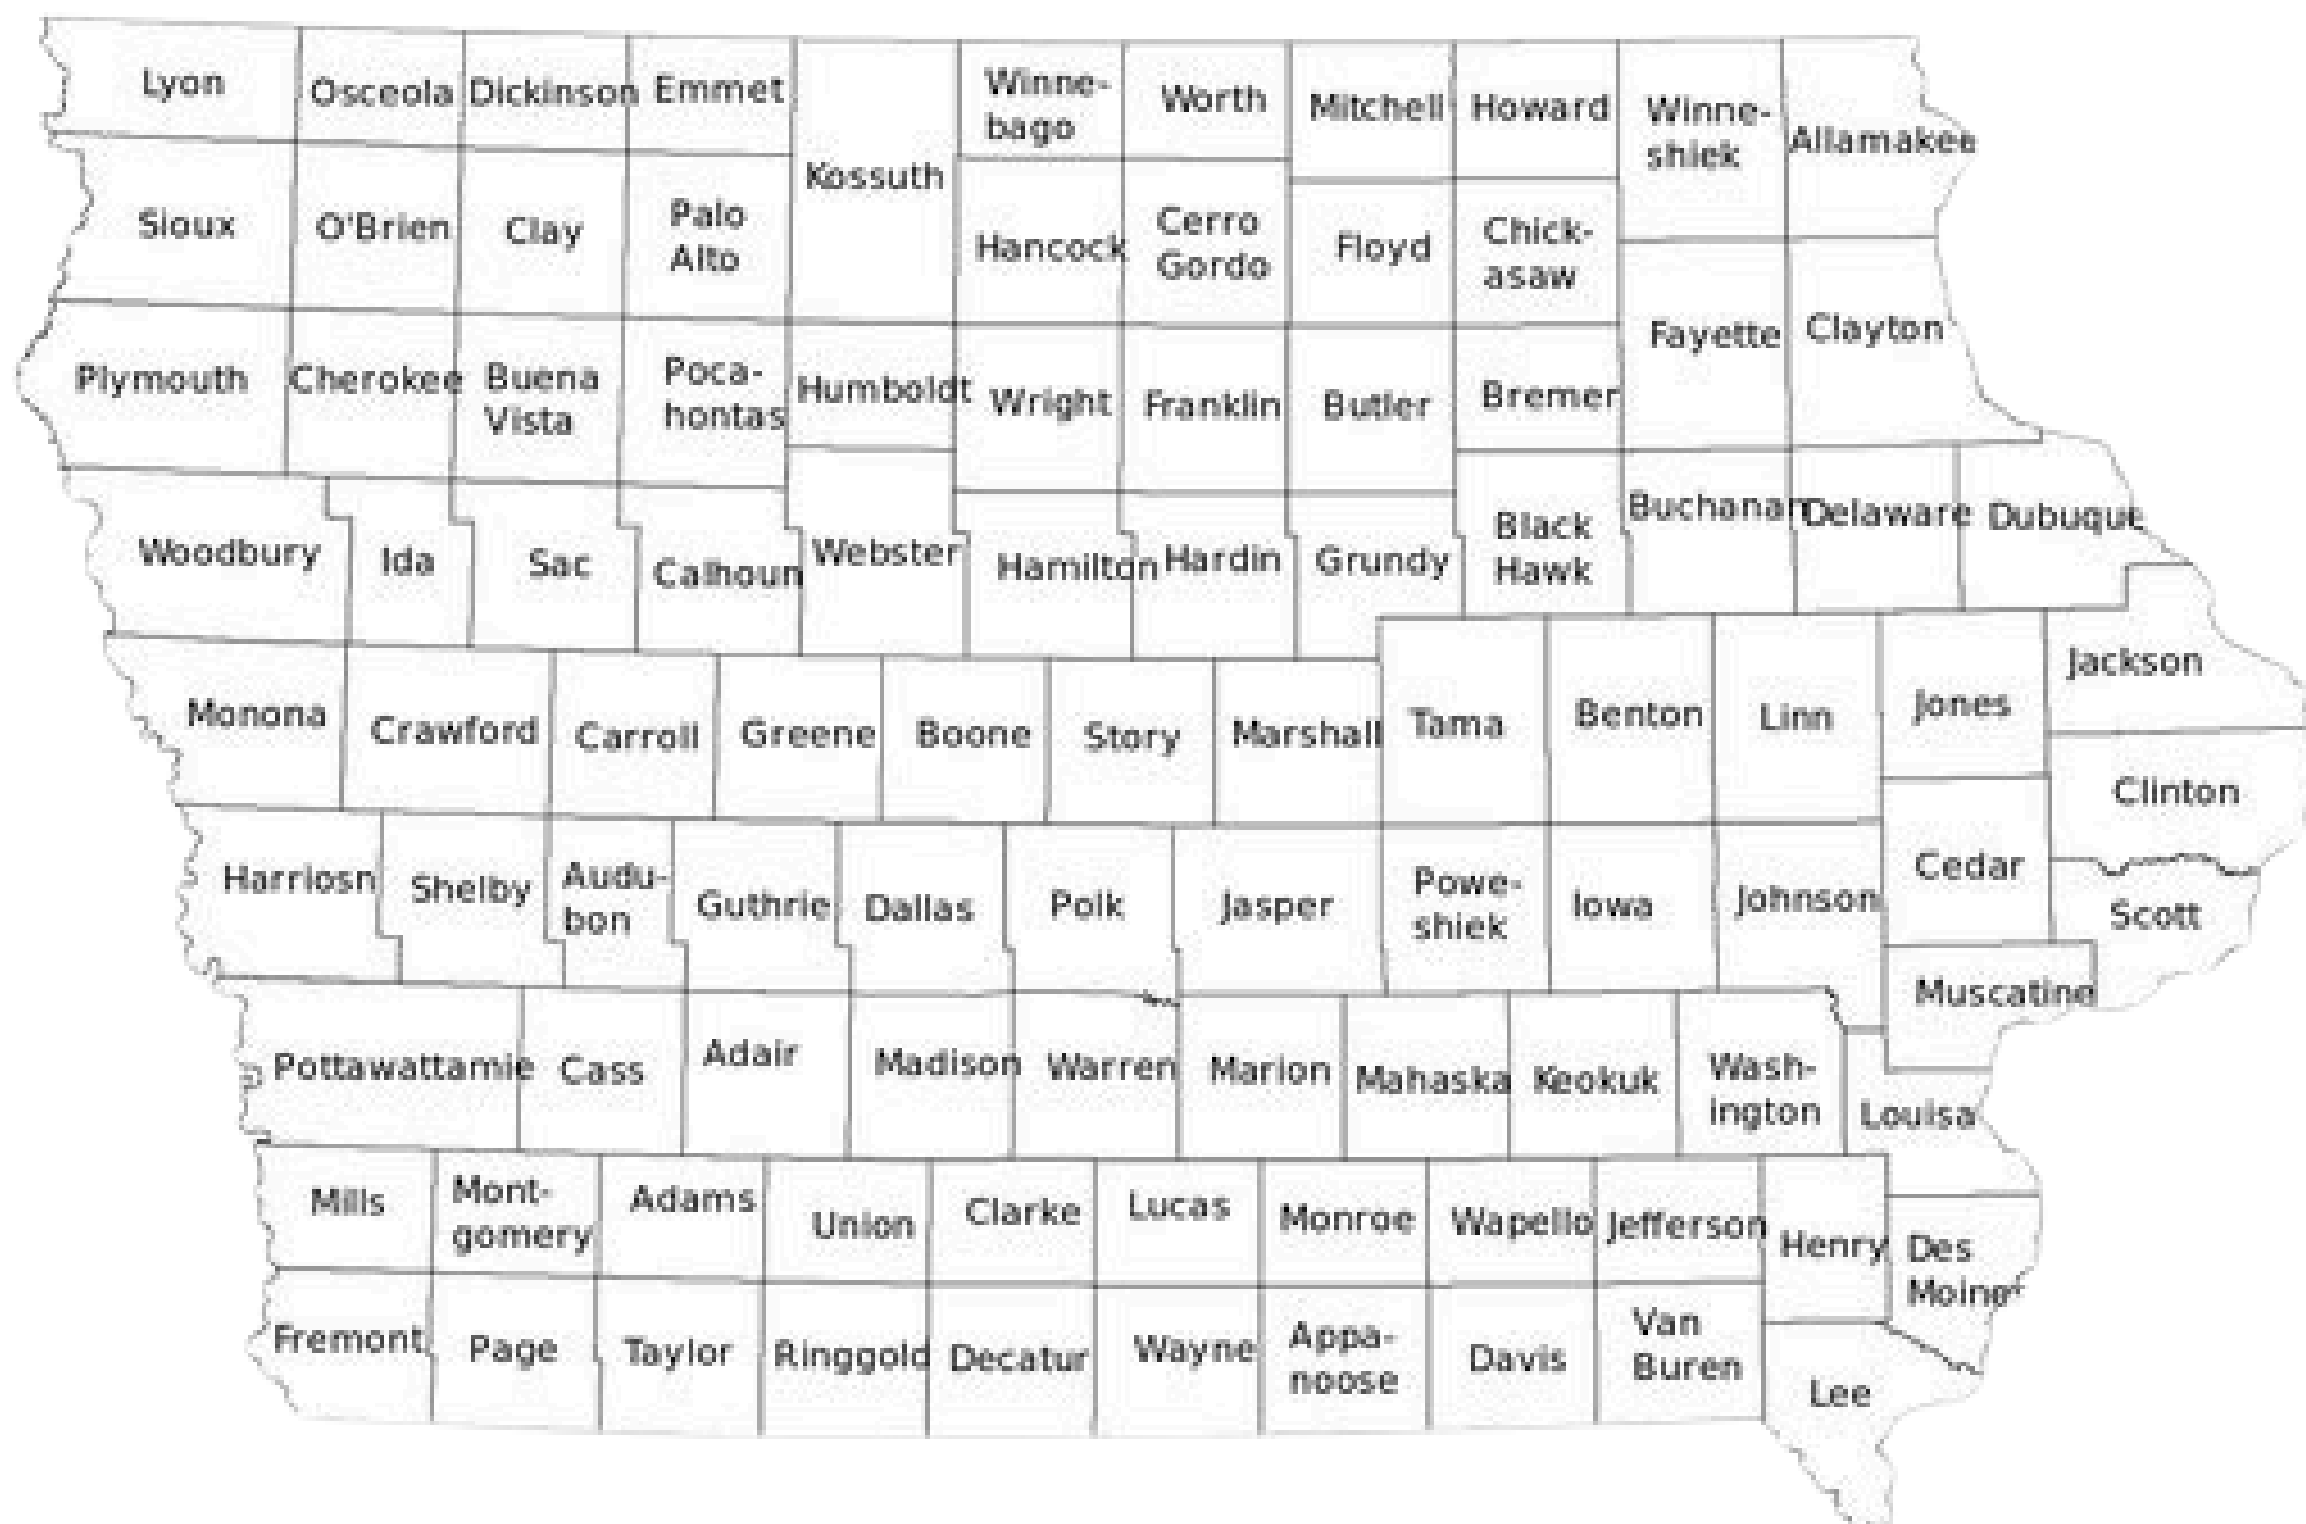 Lyon
Osceola
Dickinson
Emmet
Kossuth
Winne-
bago
Worth
Mitchell
Howard
Winne-
shiek
Allamakee
Sioux
O'Brien
Clay
Palo
Alto
Hancock
Cerro
Gordo
Floyd
Chick-
asaw
Fayette
Clayton
Plymouth
Cherokee
Buena
Vista
Poca-
hontas
Humboldt
Wright
Franklin
Butler
Bremer
Woodbury
Ida
Sac
Calhoun
Webster
Hamilton
Hardin
Grundy
Black
Hawk
Buchanan
Delaware
Dubuque
Monona
Crawford
Carroll
Greene
Boone
Story
Marshall
Tama
Benton
Linn
Jones
Jackson
Clinton
Harriosn
Shelby
Audu-
bon
Guthrie
Dallas
Polk
Jasper
Powe-
shiek
Iowa
Johnson
Cedar
Scott
Muscatine
Pottawattamie
Cass
Adair
Madison
Warren
Marion
Mahaska
Keokuk
Wash-
ington
Louisa
Mills
Mont-
gomery
Adams
Union
Clarke
Lucas
Monroe
Wapello
Jefferson
Henry
Des
Moines
Fremont
Page
Taylor
Ringgold
Decatur
Wayne
Appa-
noose
Davis
Van
Buren
Lee